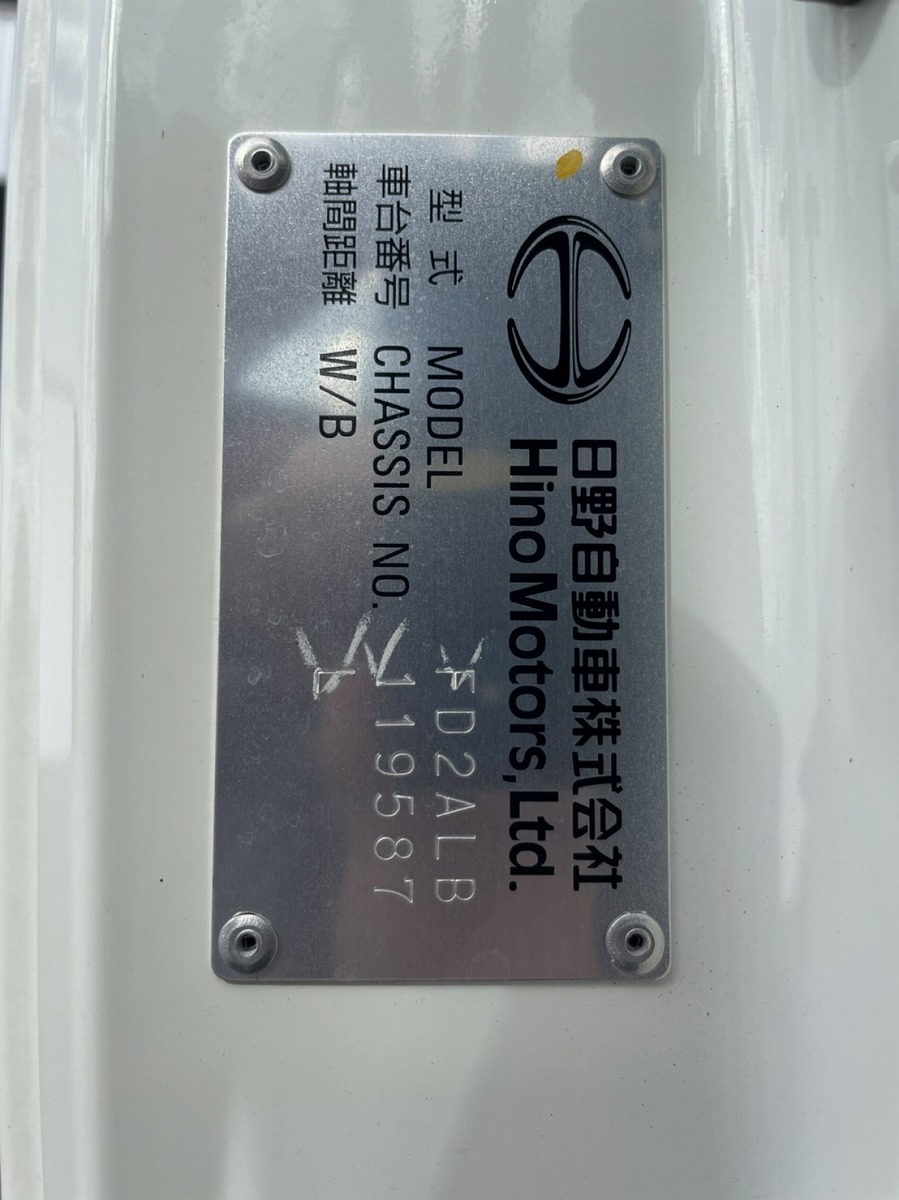 日野自動車株式会社
Hino Motors, Ltd.
型式 MODEL FD2ALB
車台番号 CHASSIS NO. 119587
軸間距離 W/B L